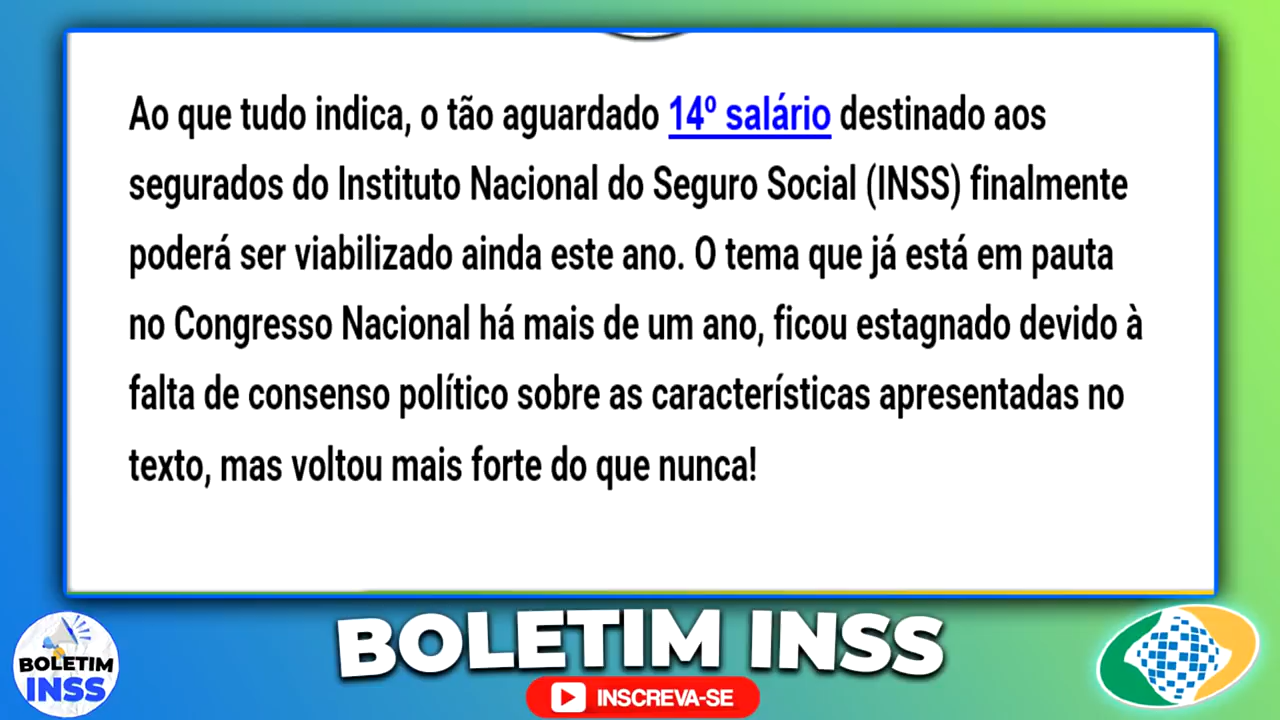 Ao que tudo indica, o tão aguardado 14º salário destinado aos
segurados do Instituto Nacional do Seguro Social (INSS) finalmente
poderá ser viabilizado ainda este ano. O tema que já está em pauta
no Congresso Nacional há mais de um ano, ficou estagnado devido à
falta de consenso político sobre as características apresentadas no
texto, mas voltou mais forte do que nunca!
BOLETIM INSS
INSCREVA-SE
BOLETIM
INSS